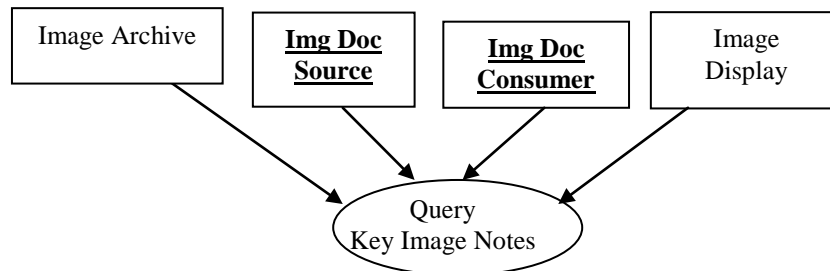 Image Archive
Img Doc
Source
Img Doc
Consumer
Image
Display
Query
Key Image Notes